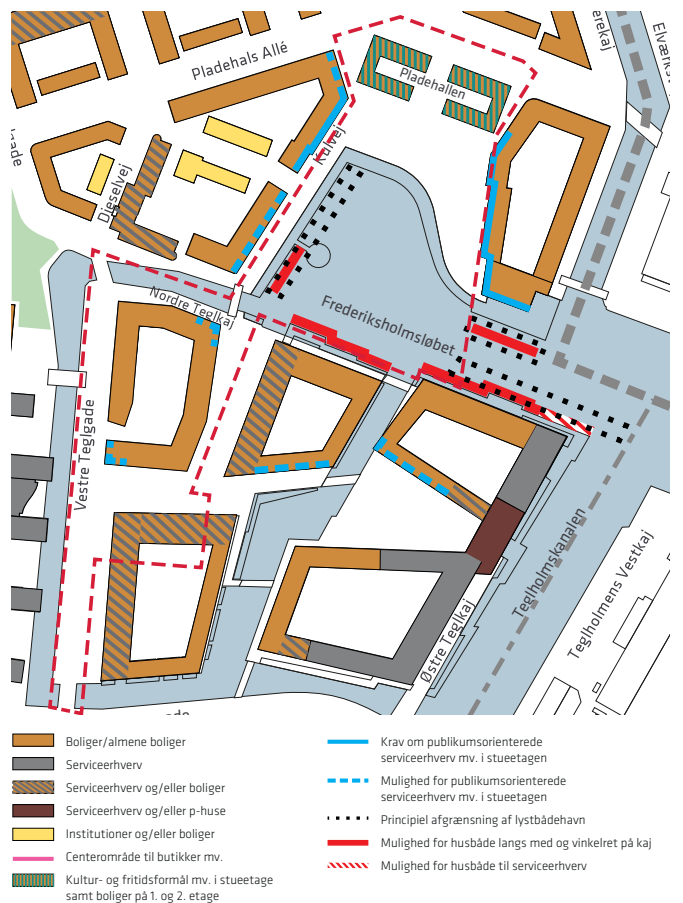 erekaj
Elværkst
Pladehals Allé
Pladehallen
Kulvej
Dieselvej
Nordre Teglkaj
Frederiksholmsløbet
Vestre Teglgade
Teglholmskanalen
Teglholmens Vestkaj
Østre Teglkaj
Boliger/almene boliger
Serviceerhverv
Serviceerhverv og/eller boliger
Serviceerhverv og/eller p-huse
Institutioner og/eller boliger
Centerområde til butikker mv.
Kultur- og fritidsformål mv. i stueetage
samt boliger på 1. og 2. etage
Krav om publikumsorienterede
serviceerhverv mv. i stueetagen
Mulighed for publikumsorienterede
serviceerhverv mv. i stueetagen
Principiel afgrænsning af lystbådehavn
Mulighed for husbåde langs med og vinkelret på kaj
Mulighed for husbåde til serviceerhverv